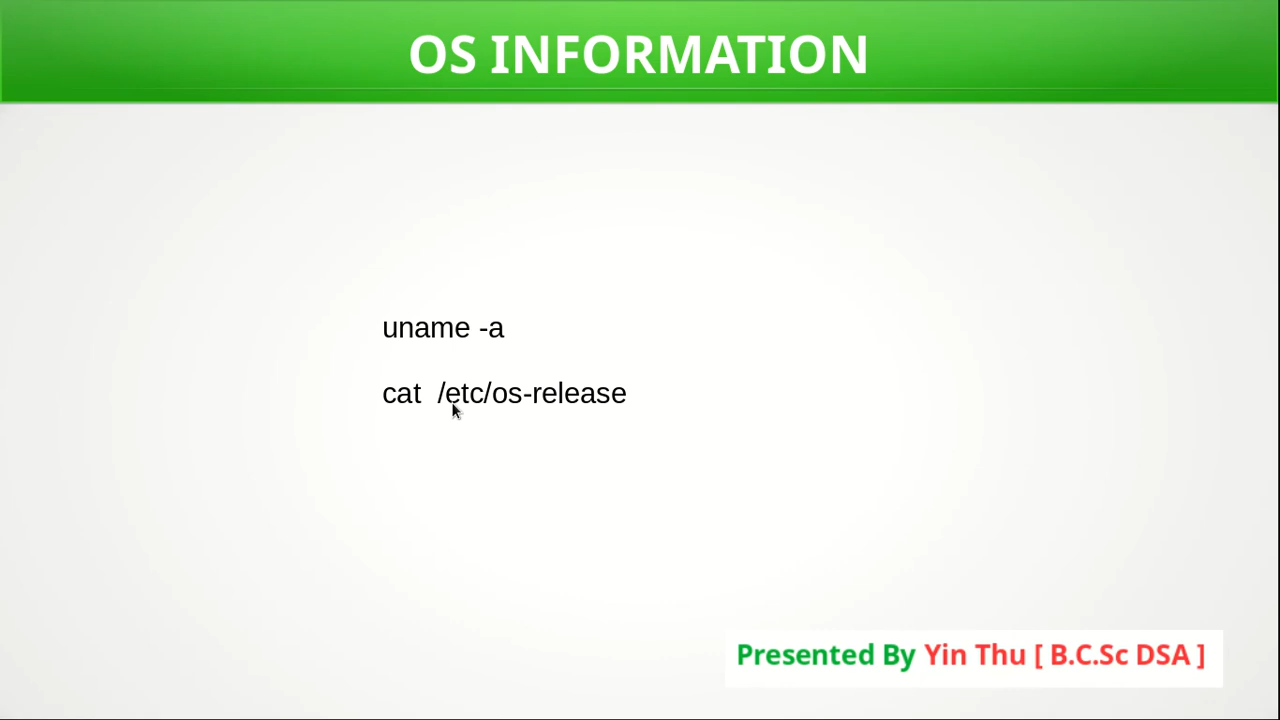 OS INFORMATION
uname -a
cat  /etc/os-release
Presented By Yin Thu [ B.C.Sc DSA ]